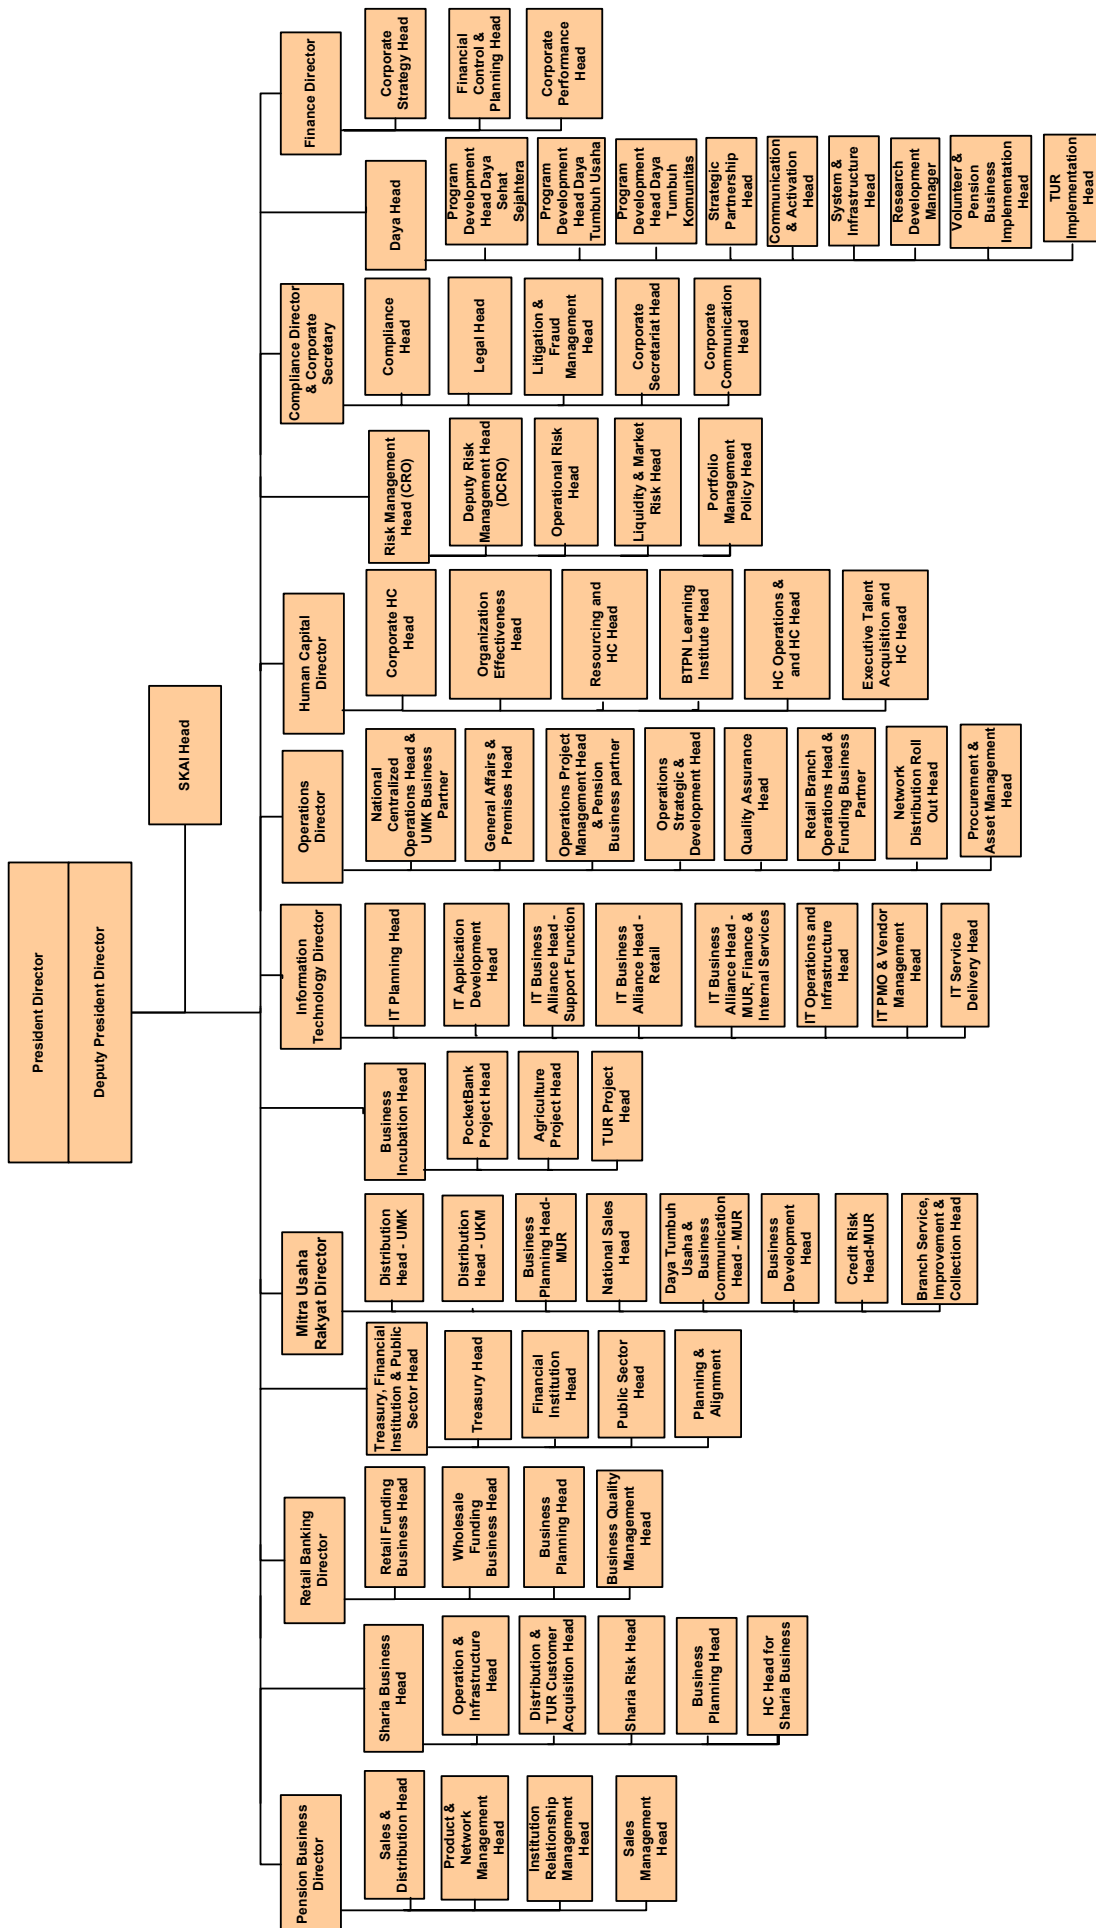 President Director
Deputy President Director
SKAI Head
Pension Business
Director
Sales &
Distribution Head
Product &
Network
Management
Head
Institution
Relationship
Management
Head
Sales
Management
Head
Sharia Business
Head
Operation &
Infrastructure
Head
Distribution &
TUR Customer
Acquisition Head
Sharia Risk Head
Business
Planning Head
HC Head for
Sharia Business
Retail Banking
Director
Retail Funding
Business Head
Wholesale
Funding
Business Head
Business
Planning Head
Business Quality
Management
Head
Treasury, Financial
Institution & Public
Sector Head
Treasury Head
Financial
Institution
Head
Public Sector
Head
Planning &
Alignment
Mitra Usaha
Rakyat Director
Distribution
Head - UMK
Distribution
Head - UKM
Business
Planning Head-
MUR
National Sales
Head
Daya Tumbuh
Usaha &
Business
Communication
Head - MUR
Business
Development
Head
Credit Risk
Head-MUR
Branch Service,
Improvement &
Collection Head
Business
Incubation Head
PocketBank
Project Head
Agriculture
Project Head
TUR Project
Head
Information
Technology Director
IT Planning Head
IT Application
Development
Head
IT Business
Alliance Head -
Support Function
IT Business
Alliance Head -
Retail
IT Business
Alliance Head -
MUR, Finance &
Internal Services
IT Operations and
Infrastructure
Head
IT PMO & Vendor
Management
Head
IT Service
Delivery Head
Operations
Director
National
Centralized
Operations Head &
UMK Business
Partner
General Affairs &
Premises Head
Operations Project
Management Head
& Pension
Business partner
Operations
Strategic &
Development Head
Quality Assurance
Head
Retail Branch
Operations Head &
Funding Business
Partner
Network
Distribution Roll
Out Head
Procurement &
Asset Management
Head
Human Capital
Director
Corporate HC
Head
Organization
Effectiveness
Head
Resourcing and
HC Head
BTPN Learning
Institute Head
HC Operations &
and HC Head
Executive Talent
Acquisition and
HC Head
Risk Management
Head (CRO)
Deputy Risk
Management Head
(DCRO)
Operational Risk
Head
Liquidity & Market
Risk Head
Portfolio
Management
Policy Head
Compliance Director
& Corporate
Secretary
Compliance
Head
Legal Head
Litigation &
Fraud
Management
Head
Corporate
Secretariat Head
Corporate
Communication
Head
Daya Head
Program
Development
Head Daya
Sehat
Sejahtera
Program
Development
Head Daya
Tumbuh Usaha
Program
Development
Head Daya
Tumbuh
Komunitas
Strategic
Partnership
Head
Communication
& Activation
Head
System &
Infrastructure
Head
Research
Development
Manager
Volunteer &
Pension
Business
Implementation
Head
TUR
Implementation
Head
Finance Director
Corporate
Strategy Head
Financial
Control &
Planning Head
Corporate
Performance
Head